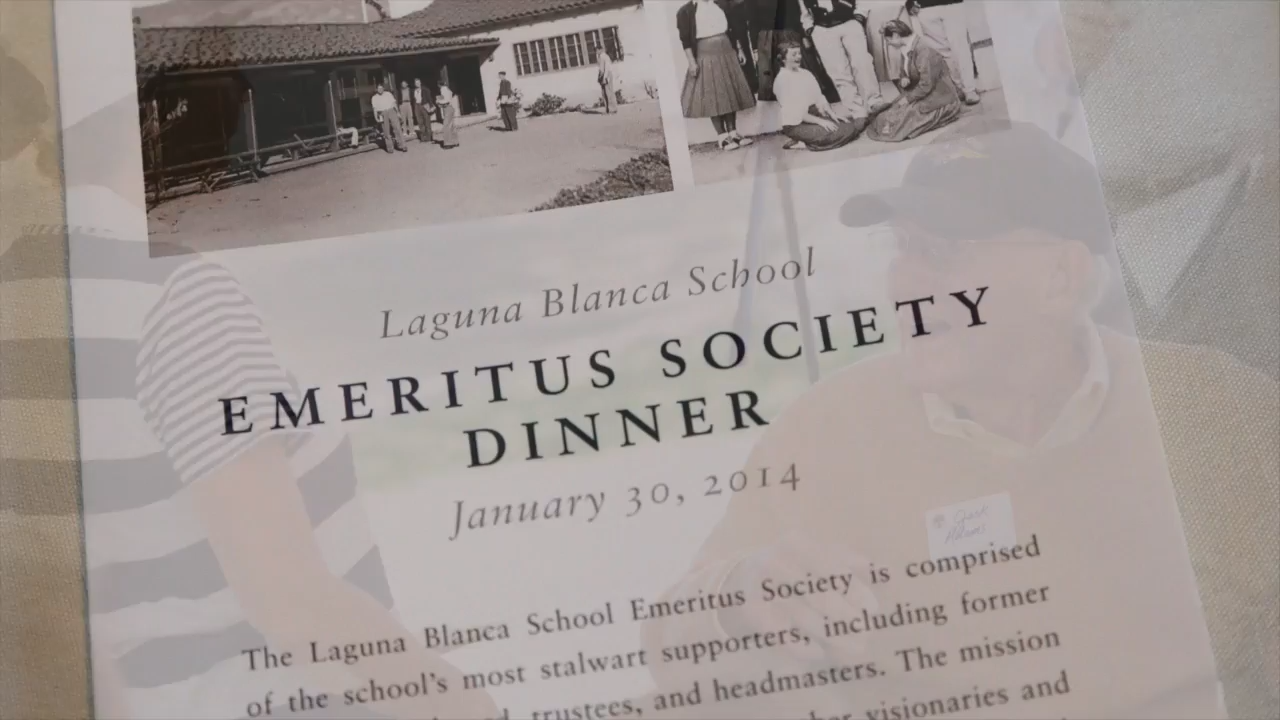 Laguna Blanca School
EMERITUS SOCIETY
DINNER
January 30, 2014
The Laguna Blanca School Emeritus Society is comprised
of the school's most stalwart supporters, including former
trustees, and headmasters. The mission
visionaries and